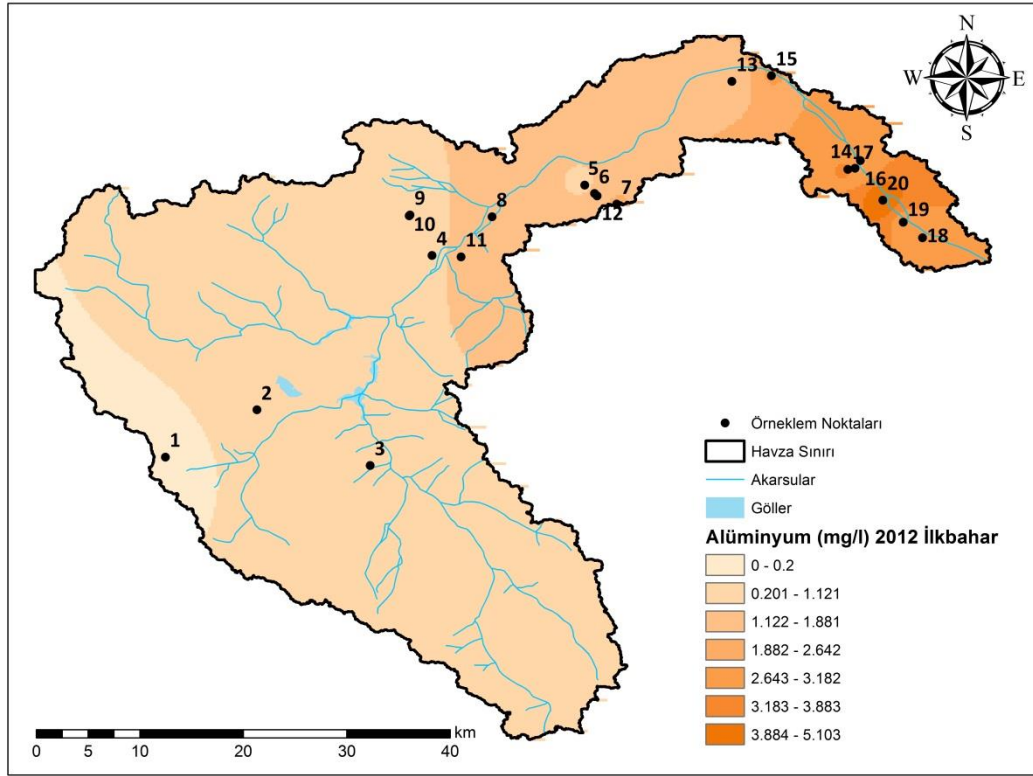 N
W E
S
13
15
14 17
5
6
16 20
7
9
8
12
19
10
18
4
11
2
1
3
Örneklem Noktaları
Havza Sınırı
Akarsular
Göller
Alüminyum (mg/l) 2012 İlkbahar
0 - 0.2
0.201 - 1.121
1.122 - 1.881
1.882 - 2.642
2.643 - 3.182
3.183 - 3.883
3.884 - 5.103
km
0 5 10 20 30 40